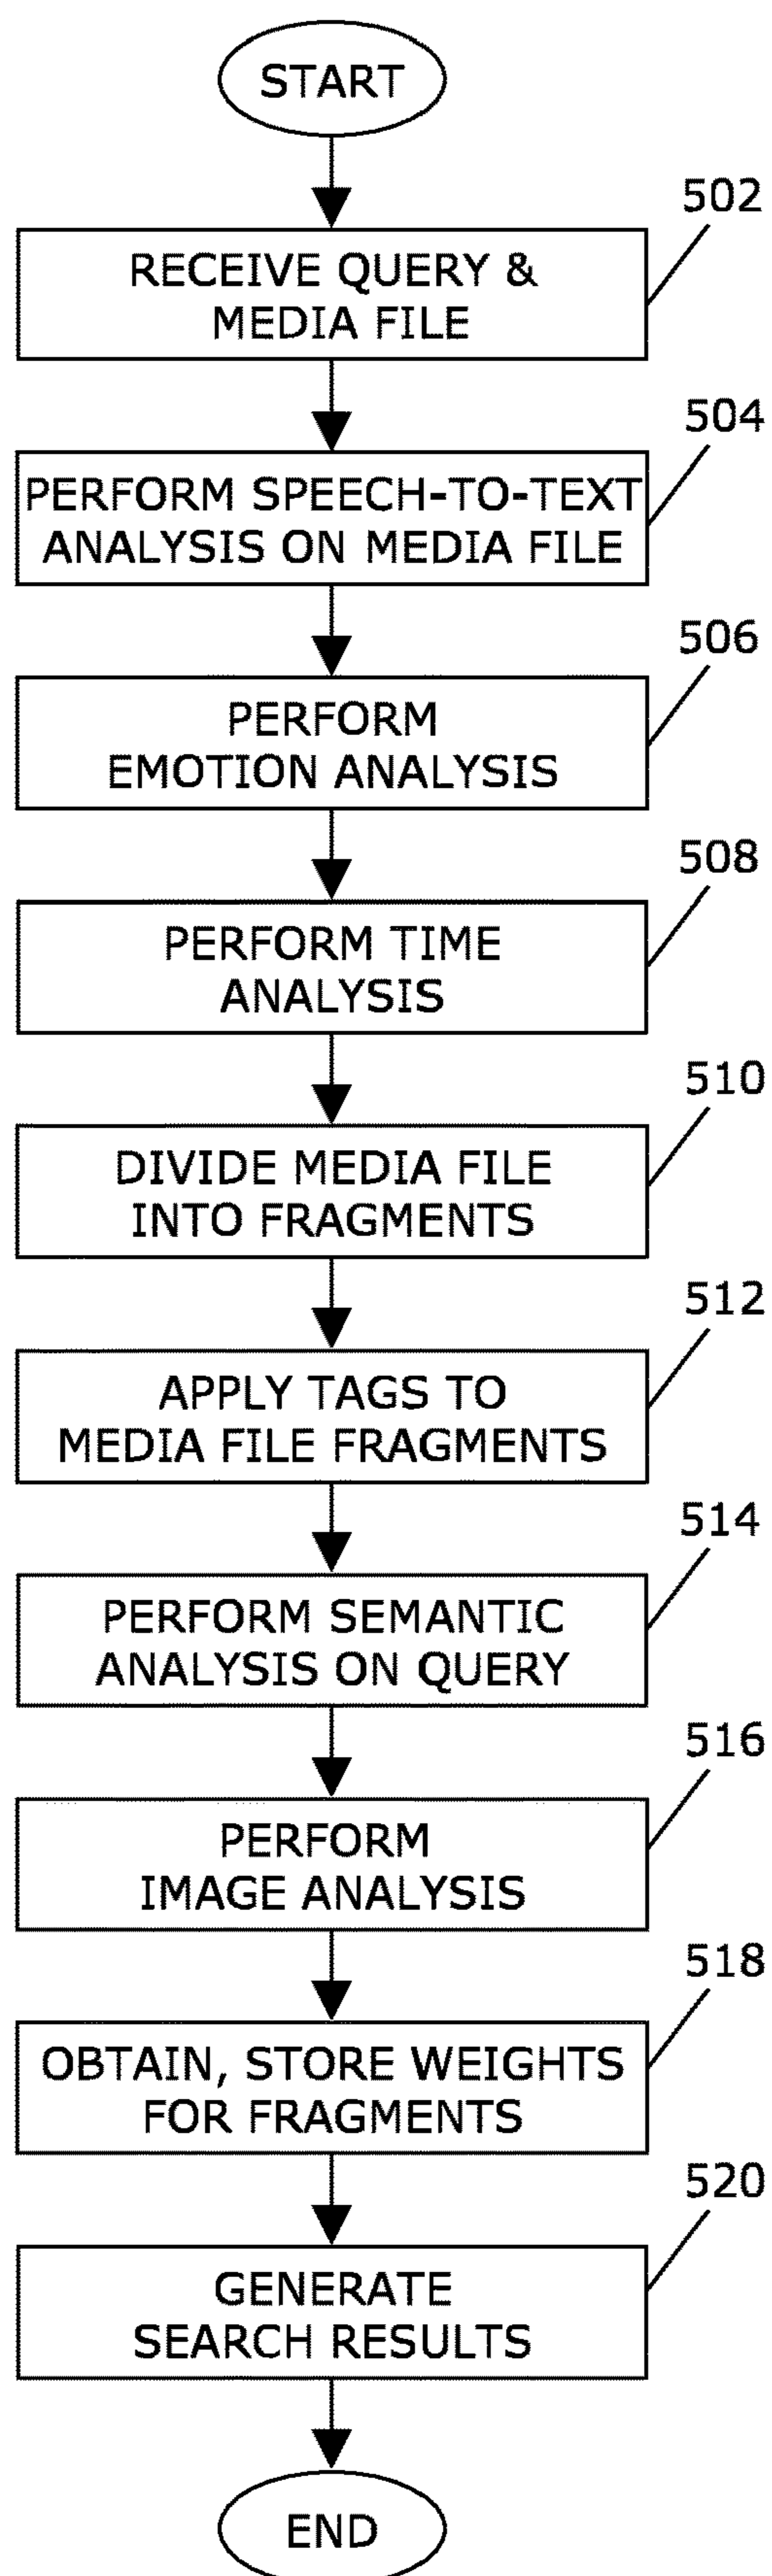 START
502
RECEIVE QUERY &
MEDIA FILE
504
PERFORM SPEECH-TO-TEXT
ANALYSIS ON MEDIA FILE
506
PERFORM
EMOTION ANALYSIS
508
PERFORM TIME
ANALYSIS
510
DIVIDE MEDIA FILE
INTO FRAGMENTS
512
APPLY TAGS TO
MEDIA FILE FRAGMENTS
514
PERFORM SEMANTIC
ANALYSIS ON QUERY
516
PERFORM
IMAGE ANALYSIS
518
OBTAIN, STORE WEIGHTS
FOR FRAGMENTS
520
GENERATE
SEARCH RESULTS
END